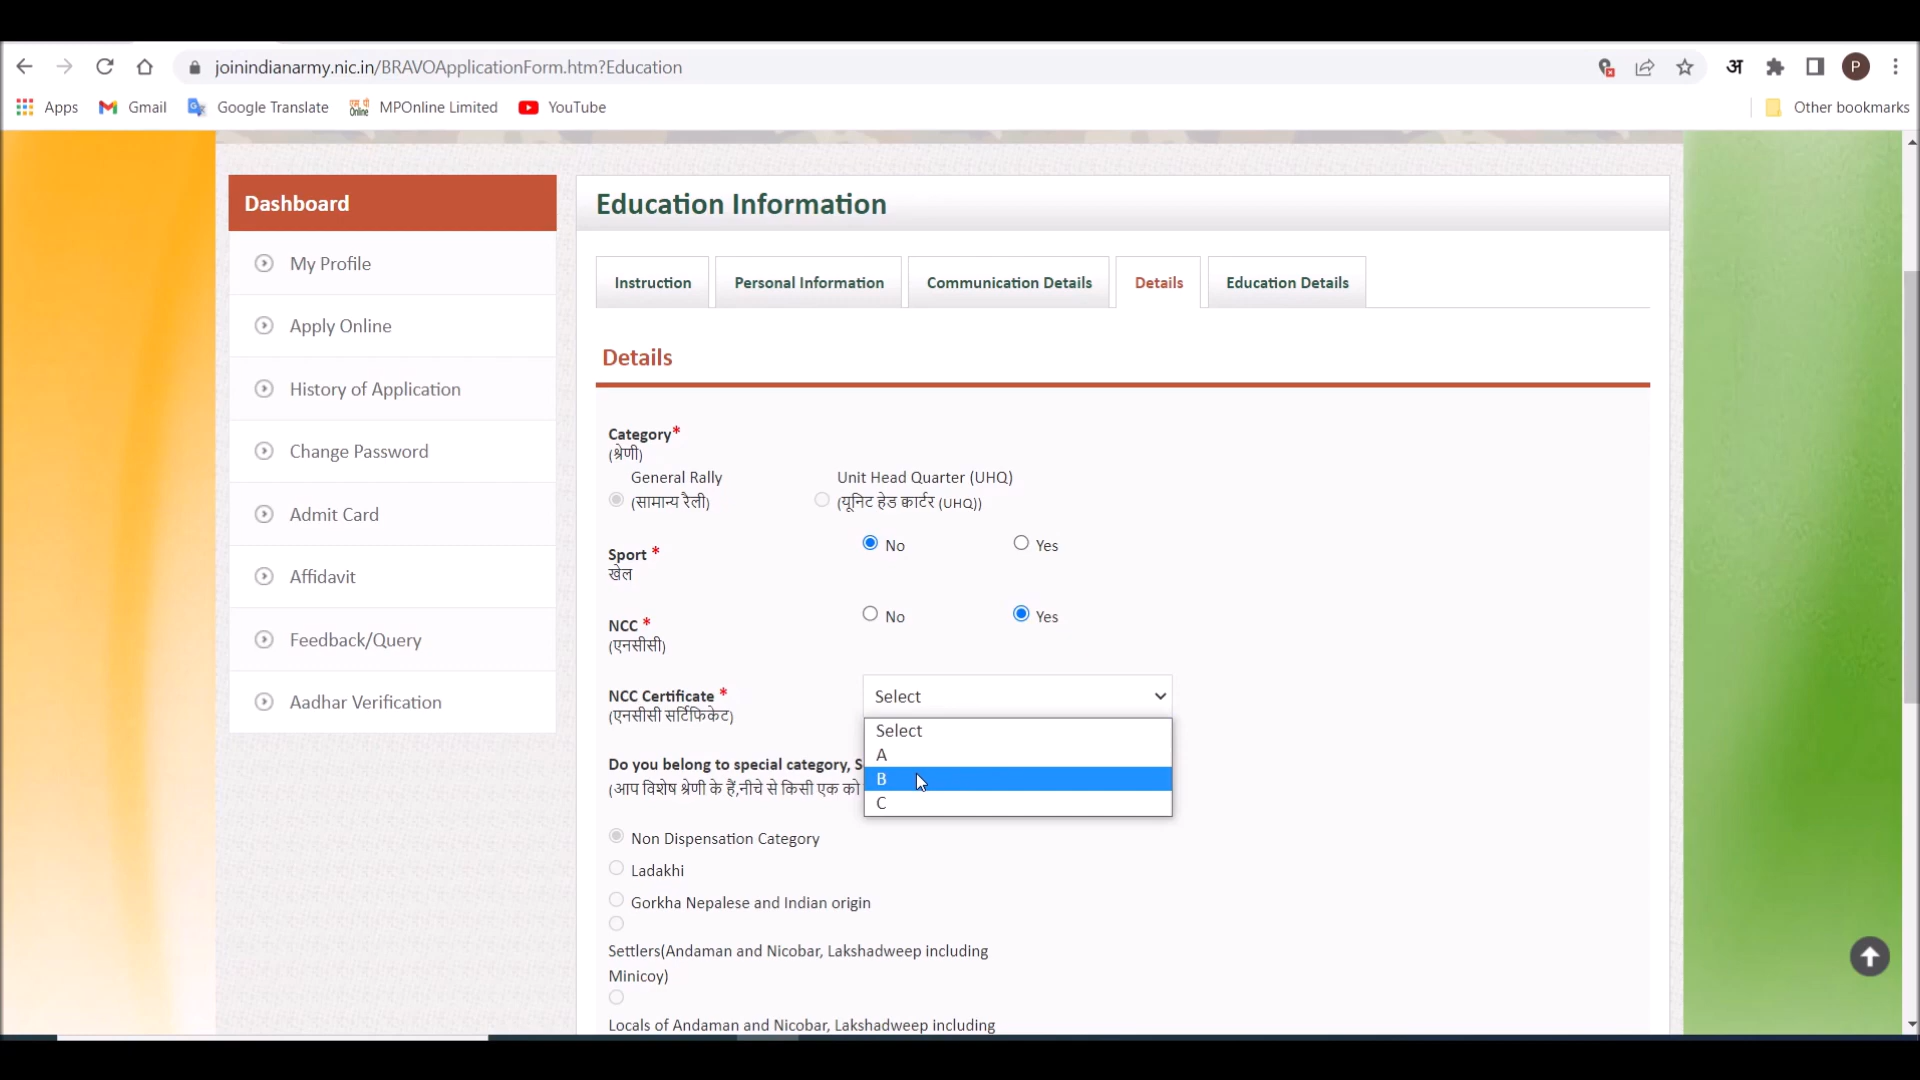 joinindianarmy.nic.in/BRAVOApplicationForm.htm?Education
अ
P
Apps
Gmail
Google Translate
MPOnline Limited
YouTube
Other bookmarks
Dashboard
My Profile
Apply Online
History of Application
Change Password
Admit Card
Affidavit
Feedback/Query
Aadhar Verification
Education Information
Instruction
Personal Information
Communication Details
Details
Education Details
Details
Category*
(श्रेणी)
General Rally
(सामान्य रैली)
Unit Head Quarter (UHQ)
(यूनिट हेड क्वार्टर (UHQ))
Sport *
खेल
No
Yes
NCC *
(एनसीसी)
No
Yes
NCC Certificate *
(एनसीसी सर्टिफिकेट)
Select
Select
A
B
C
Do you belong to special category, S
(आप विशेष श्रेणी के हैं,नीचे से किसी एक को
Non Dispensation Category
Ladakhi
Gorkha Nepalese and Indian origin
Settlers(Andaman and Nicobar, Lakshadweep including
Minicoy)
Locals of Andaman and Nicobar, Lakshadweep including